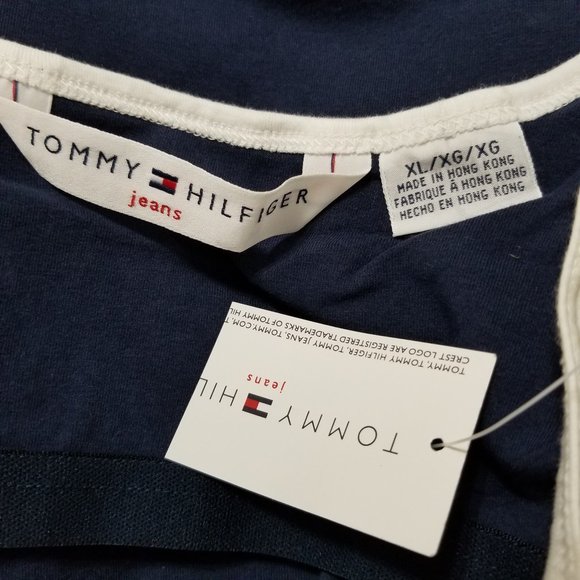 TOMMY HILFIGER
jeans
XL/XG/XG
MADE IN HONG KONG
FABRIQUE À HONG KONG
HECHO EN HONG KONG
TOMMY HIL
jeans
TOMMY, TOMMY HILFIGER, TOMMY JEANS, TOMMY.COM, T
CREST LOGO ARE REGISTERED TRADEMARKS OF TOMMY HIL